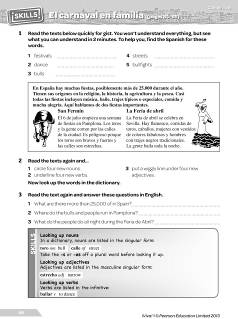 SKILLS
El carnaval en familia
1 Read the texts below quickly for gist. You won't understand everything, but see
what you can understand in 2 minutes. To help you, find the Spanish for these
words.
1 festivals
2 dance
3 bulls
4 streets
5 bullfights
En España hay muchas fiestas, posiblemente más de 25.000 durante el año.
Tienen sus orígenes en la religión, la historia, la agricultura y la pesca. Casi
todas las fiestas incluyen música, baile, trajes típicos o especiales, comida y
mucha alegría. Aquí hablamos de dos fiestas importantes.
San Fermín
El 6 de julio empieza una semana
de fiestas en Pamplona. Los toros
y la gente corren por las calles
de la ciudad. Es peligroso porque
los toros son bravos y fuertes y
las calles son estrechas.
La Feria de abril
La Feria de abril se celebra en
Sevilla. Hay flamenco, corridas de
toros, caballos, mujeres con vestidos
de colores fabulosos y hombres
con trajes negros tradicionales.
La gente baila toda la noche.
2 Read the texts again and...
1 circle four new nouns.
2 underline four new verbs.
3 put a wiggly line under four new
adjectives.
Now look up the words in the dictionary.
3 Read the text again and answer these questions in English.
1 What are there more than 25,000 of in Spain?
2 Where do the bulls and people run in Pamplona?
3 What do the people do all night during the Feria de Abril?
SKILLS
Looking up nouns
In a dictionary, nouns are listed in the singular form:
toro nm bull calle nf street
Take the -s or -es off a plural word before looking it up.
Looking up adjectives
Adjectives are listed in the masculine singular form:
estrecho adj narrow
Looking up verbs
Verbs are listed in the infinitive:
bailar v to dance
© Pearson Education Limited 2013